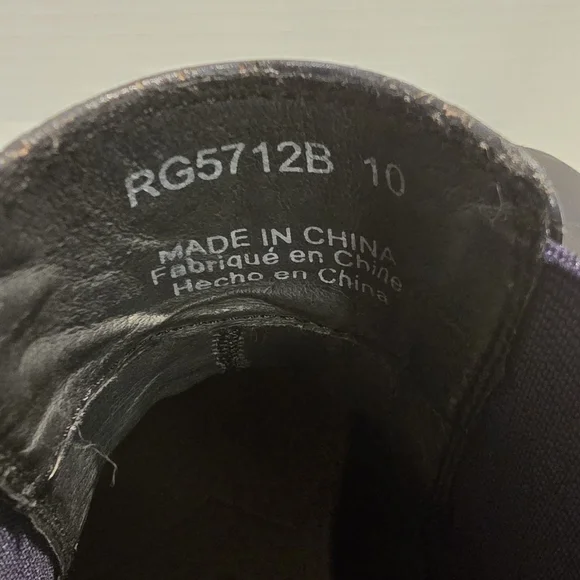 RG5712B 10
MADE IN CHINA
Fabriqué en Chine
Hecho en China